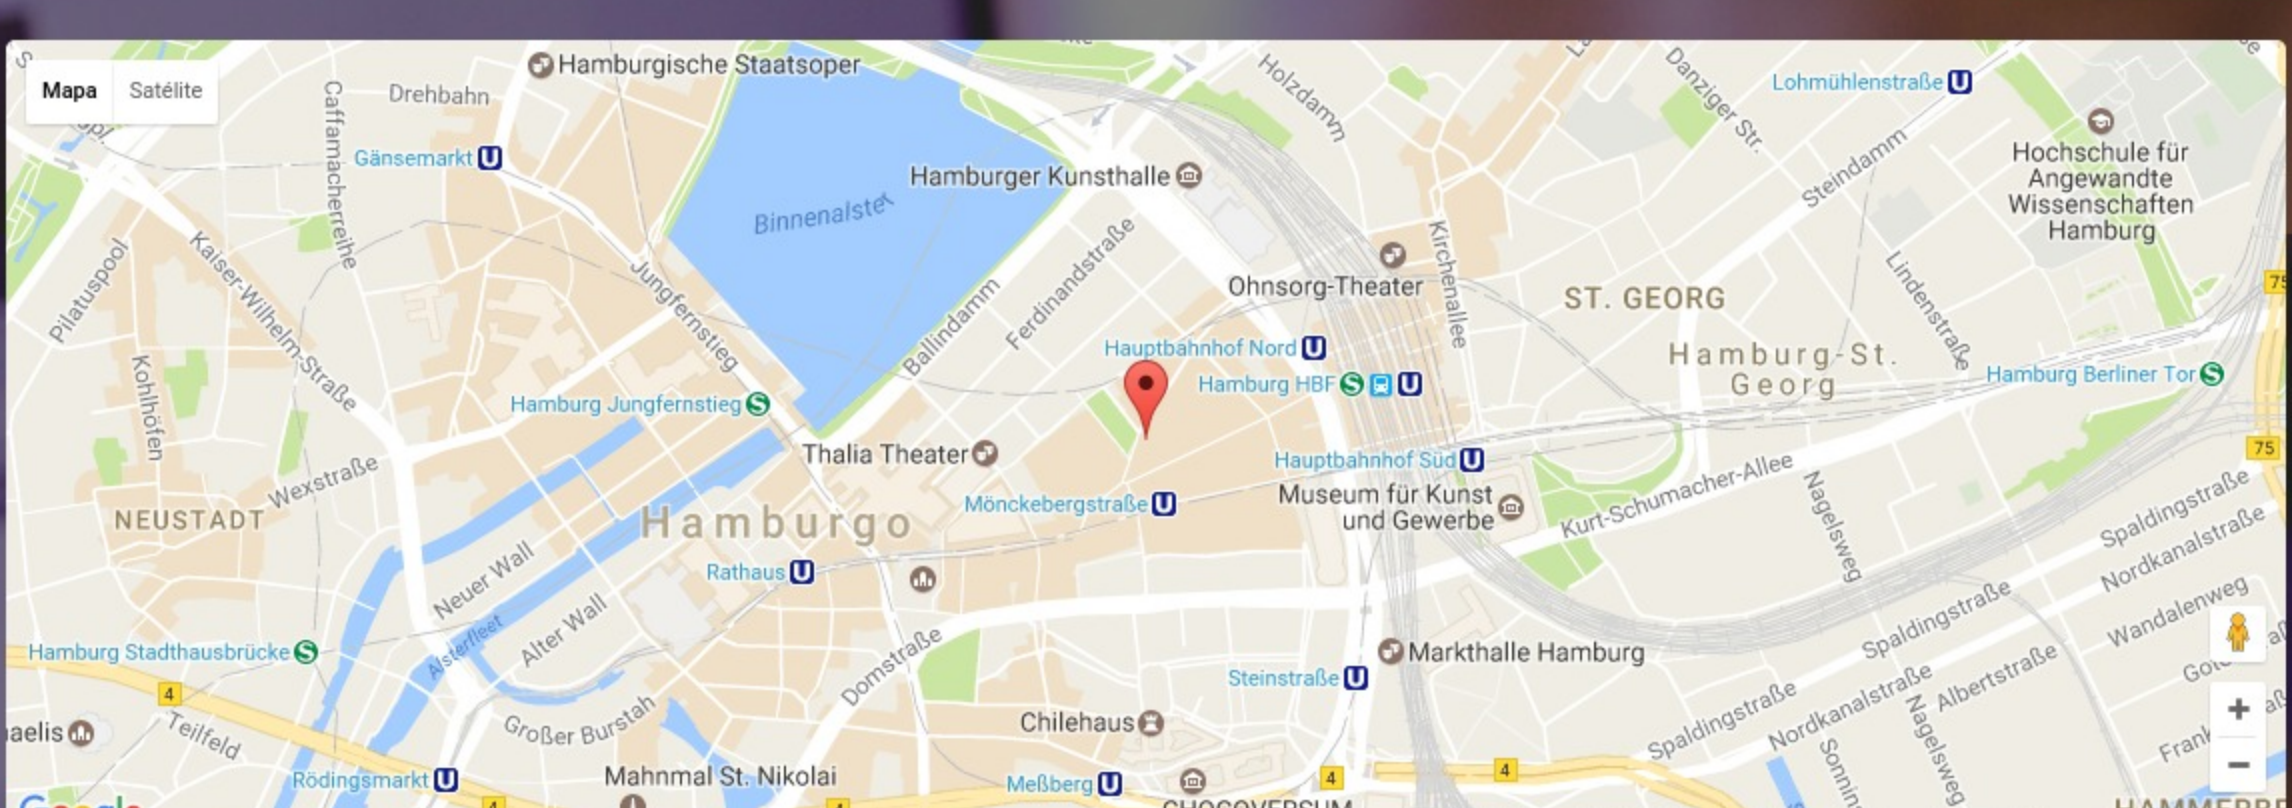 Mapa
Satélite
Hamburgische Staatsoper
Drehbahn
Caffamacherreihe
Gänsemarkt U
Holzdamm
Danziger Str.
Lohmühlenstraße U
Steindamm
Hochschule für
Angewandte
Wissenschaften
Hamburg
Hamburger Kunsthalle
Binnenalster
Pilatuspool
Kaiser-Wilhelm-Straße
Jungfernstieg
Ferdinandstraße
Ballindamm
Ohnsorg-Theater
Kirchenallee
ST. GEORG
Hamburg-St.
Georg
Lindenstraße
75
Hauptbahnhof Nord U
Hamburg HBF S U
Hamburg Berliner Tor S
Kohlhöfen
Hamburg Jungfernstieg S
Thalia Theater
Hauptbahnhof Süd U
75
Wexstraße
NEUSTADT
Hamburgo
Mönckebergstraße U
Museum für Kunst
und Gewerbe
Kurt-Schumacher-Allee
Nagelsweg
Spaldingstraße
Nordkanalstraße
Neuer Wall
Rathaus U
Alter Wall
Alsterfleet
Domstraße
Spaldingstraße
Wandalenweg
Hamburg Stadthausbrücke S
Markthalle Hamburg
Steinstraße U
Albertstraße
4
Teilfeld
Großer Burstah
Chilehaus
Spaldingstraße
Nordkanalstraße
Nagelsweg
aelis
Rödingsmarkt U
Mahnmal St. Nikolai
Meßberg U
4
4
4
4
CHOCOVERSUM
Google
+
−